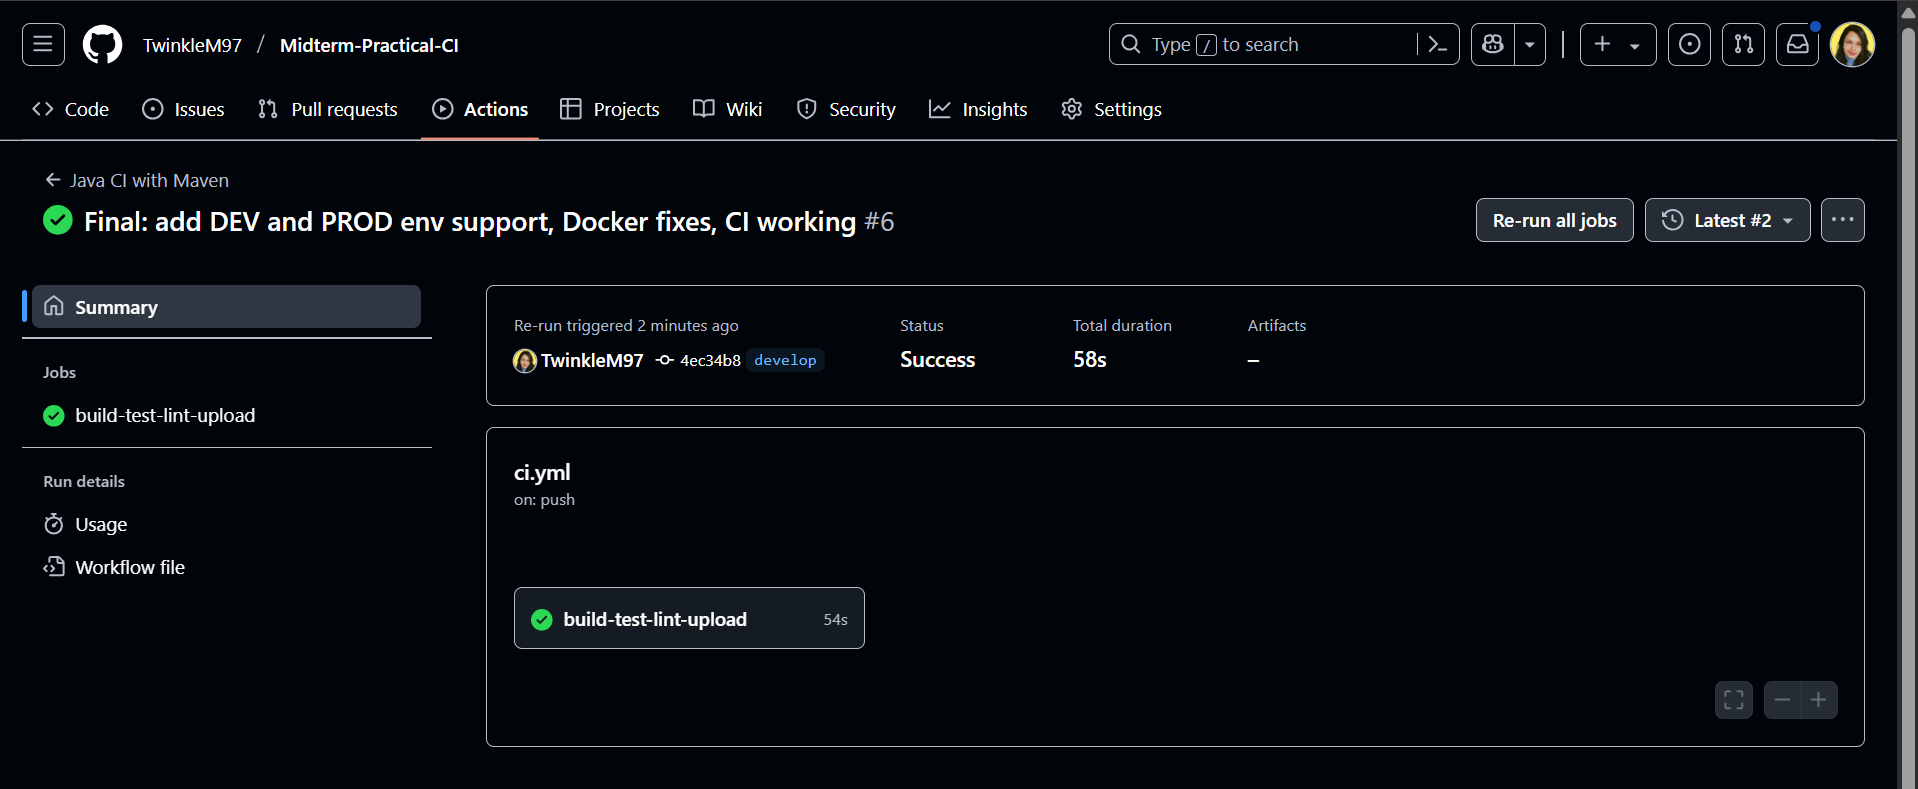 TwinkleM97 / Midterm-Practical-CI
Type / to search
Code
Issues
Pull requests
Actions
Projects
Wiki
Security
Insights
Settings
Java CI with Maven
Final: add DEV and PROD env support, Docker fixes, CI working #6
Re-run all jobs
Latest #2
Summary
Jobs
build-test-lint-upload
Run details
Usage
Workflow file
Re-run triggered 2 minutes ago
TwinkleM97 4ec34b8 develop
Status
Success
Total duration
58s
Artifacts
–
ci.yml
on: push
build-test-lint-upload 54s